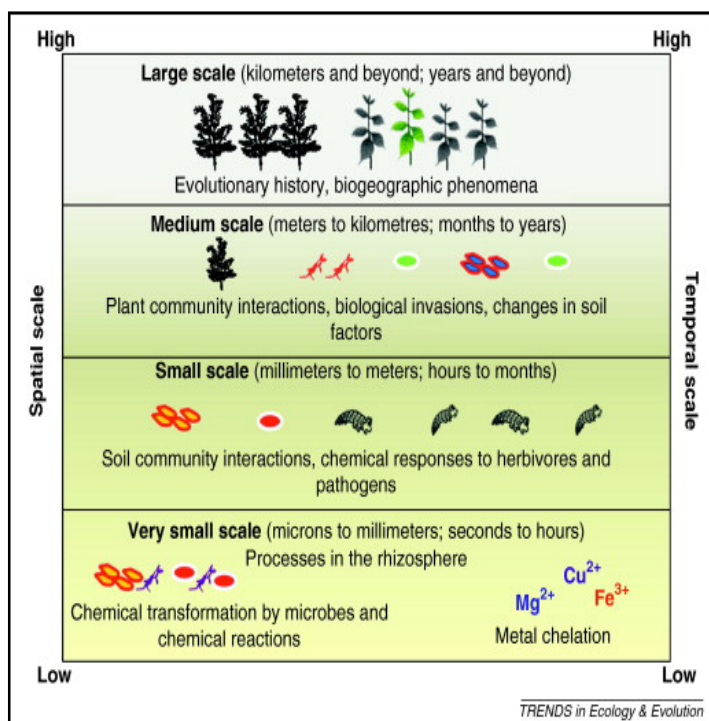 High
High
Large scale (kilometers and beyond; years and beyond)
Evolutionary history, biogeographic phenomena
Medium scale (meters to kilometres; months to years)
Plant community interactions, biological invasions, changes in soil
factors
Spatial scale
Temporal scale
Small scale (millimeters to meters; hours to months)
Soil community interactions, chemical responses to herbivores and
pathogens
Very small scale (microns to millimeters; seconds to hours)
Processes in the rhizosphere
Cu²⁺
Mg²⁺
Fe³⁺
Chemical transformation by microbes and
chemical reactions
Metal chelation
Low
Low
TRENDS in Ecology & Evolution